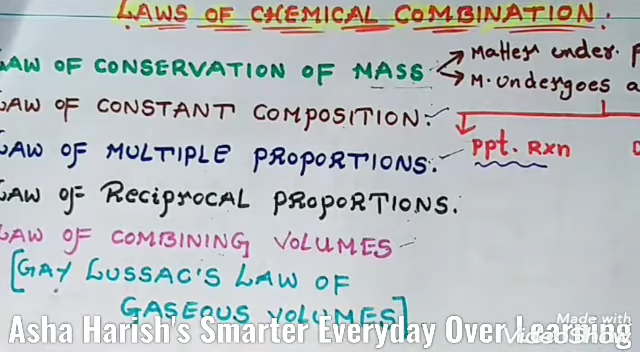 LAWS OF CHEMICAL COMBINATION.
LAW OF CONSERVATION OF MASS
Matter under.
M. Undergoes a
LAW OF CONSTANT COMPOSITION.
LAW OF MULTIPLE PROPORTIONS.
ppt. Rxn
LAW OF Reciprocal PROPORTIONS.
LAW OF COMBINING VOLUMES
[GAY LUSSAC'S LAW OF
GASEOUS VOLUMES]
Made with
VideoShow
Asha Harish's Smarter Everyday Over Learning